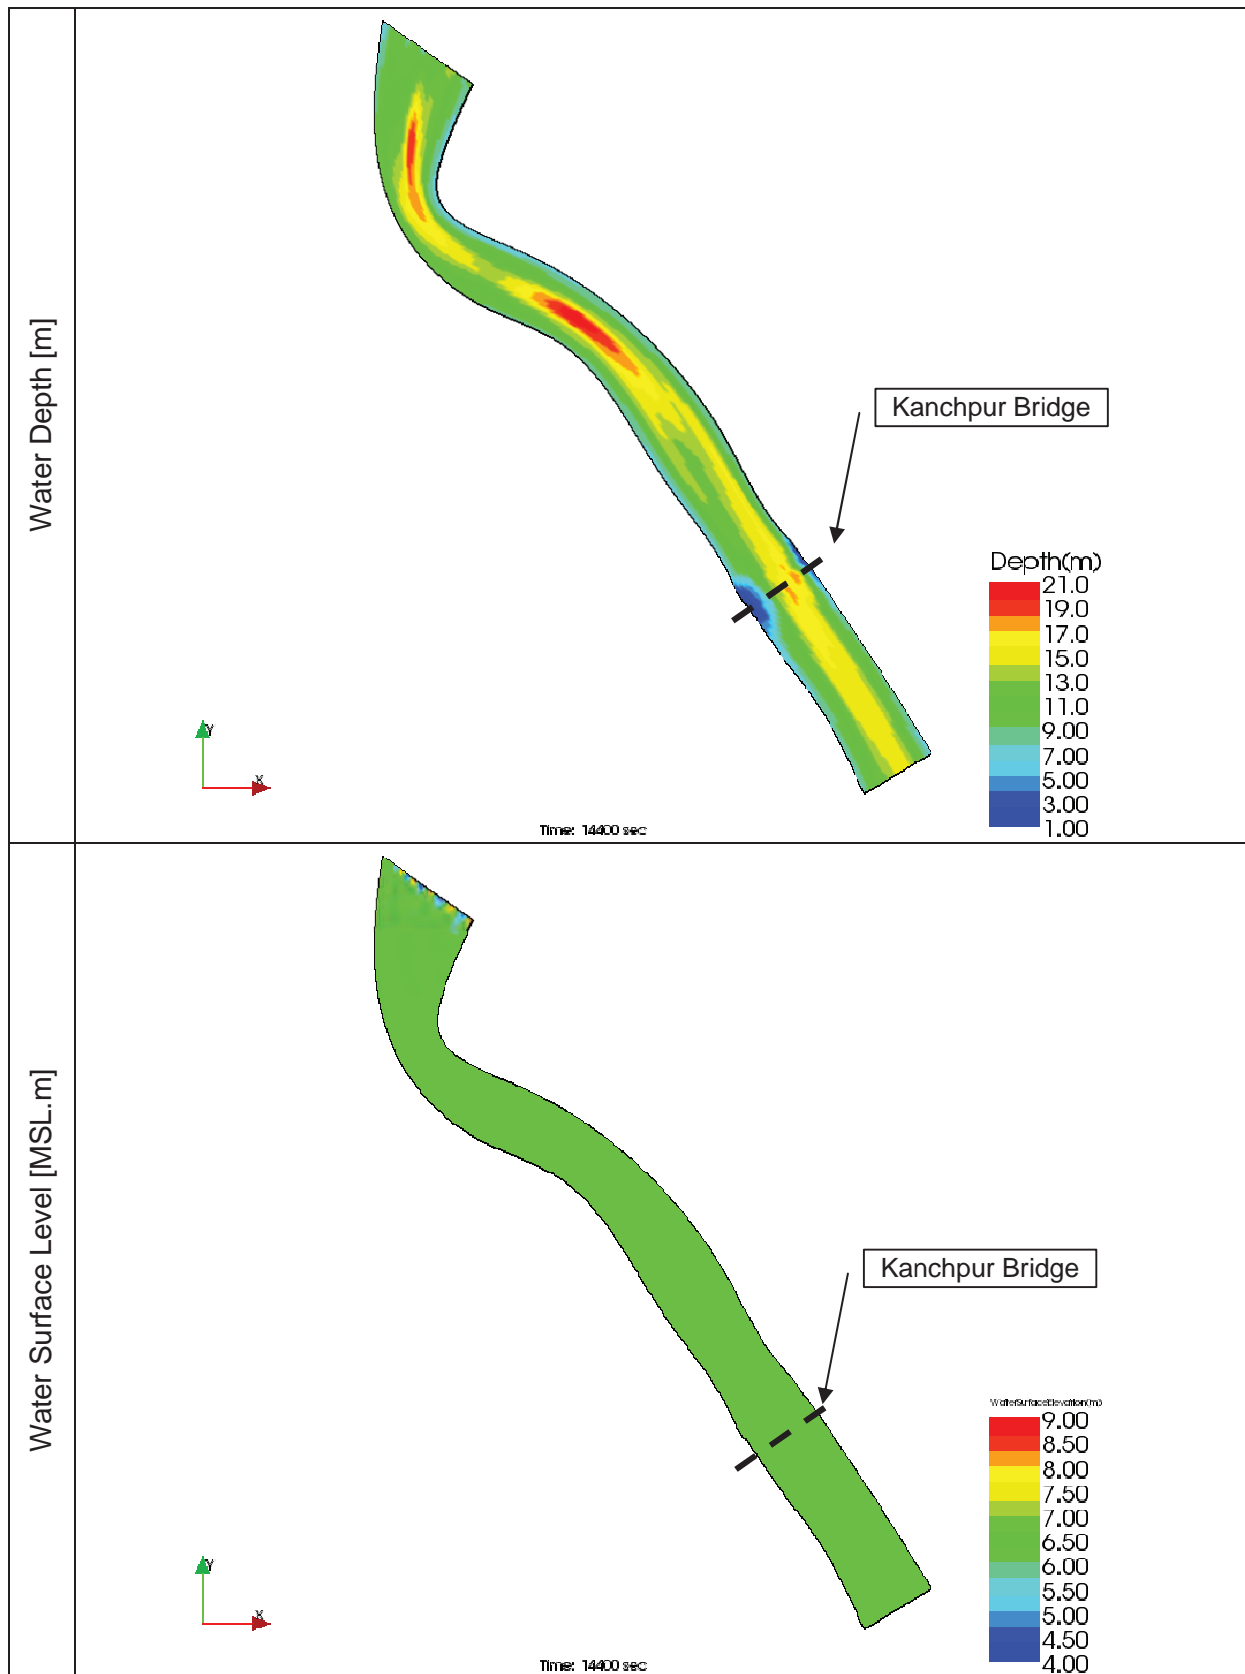 Water Depth [m]
Kanchpur Bridge
Depth(m)
21.0
19.0
17.0
15.0
13.0
11.0
9.00
7.00
5.00
3.00
1.00
Y
X
Time: 14400 sec
Water Surface Level [MSL.m]
Kanchpur Bridge
WaterSurfaceElevation(m)
9.00
8.50
8.00
7.50
7.00
6.50
6.00
5.50
5.00
4.50
4.00
Y
X
Time: 14400 sec